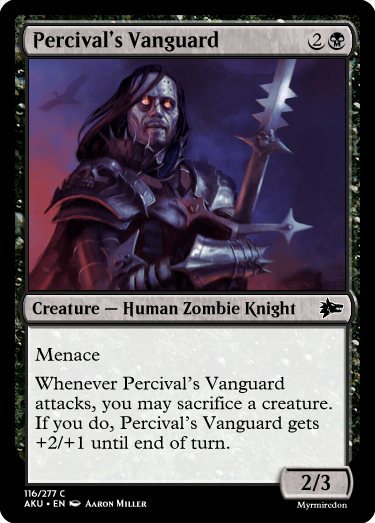 Percival's Vanguard 2
Creature — Human Zombie Knight
Menace
Whenever Percival's Vanguard
attacks, you may sacrifice a creature.
If you do, Percival's Vanguard gets
+2/+1 until end of turn.
2/3
116/277 C
AKU • EN AARON MILLER
Myrmiredon